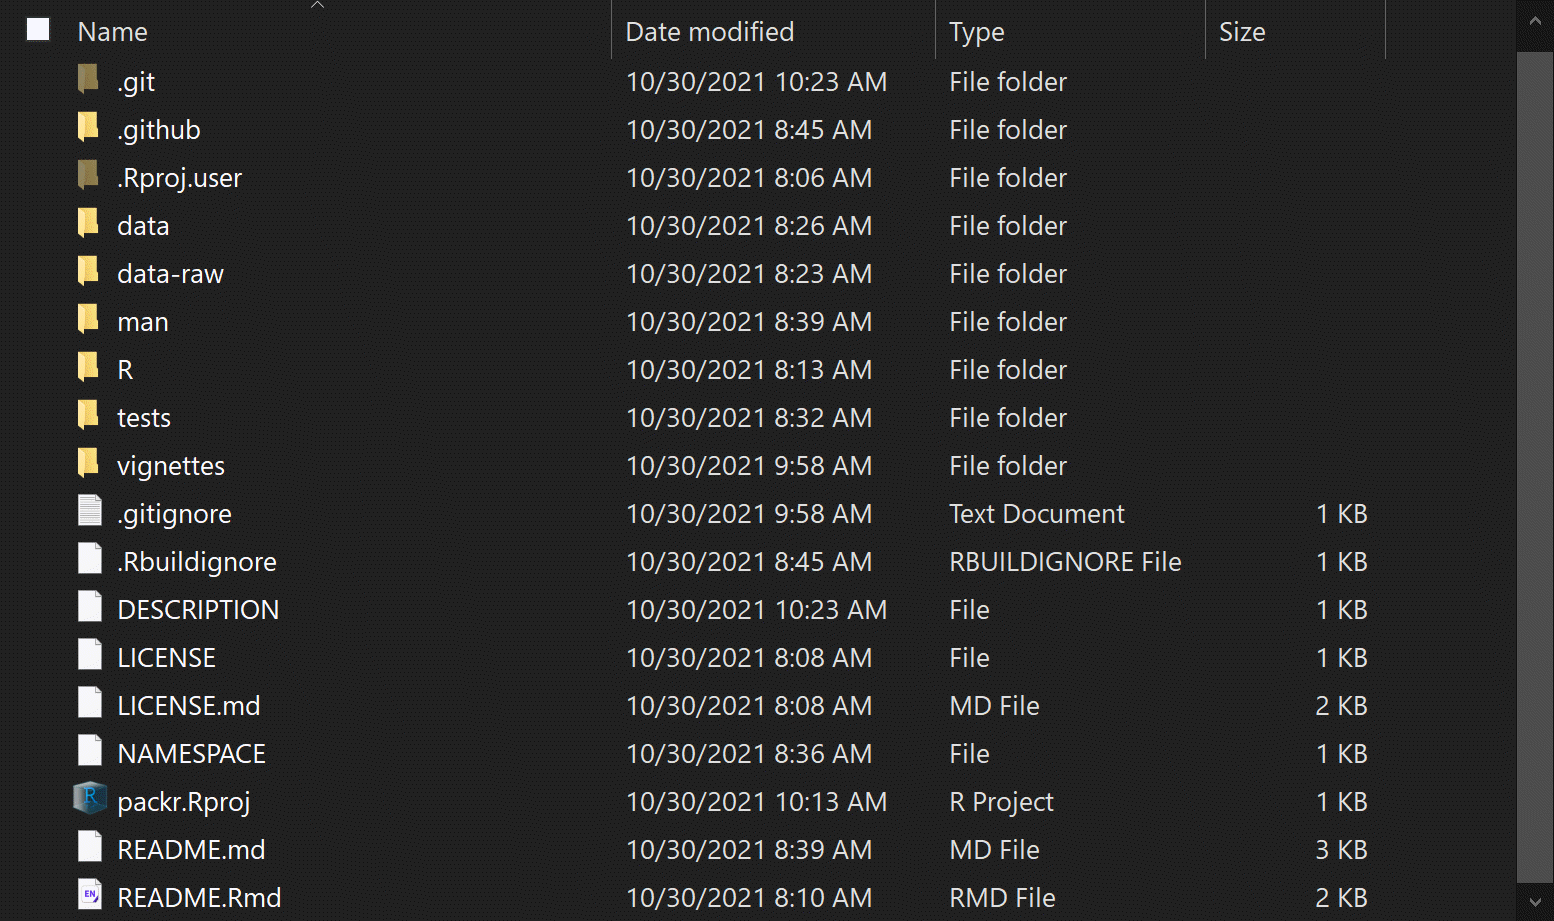 Name Date modified Type Size
.git 10/30/2021 10:23 AM File folder
.github 10/30/2021 8:45 AM File folder
.Rproj.user 10/30/2021 8:06 AM File folder
data 10/30/2021 8:26 AM File folder
data-raw 10/30/2021 8:23 AM File folder
man 10/30/2021 8:39 AM File folder
R 10/30/2021 8:13 AM File folder
tests 10/30/2021 8:32 AM File folder
vignettes 10/30/2021 9:58 AM File folder
.gitignore 10/30/2021 9:58 AM Text Document 1 KB
.Rbuildignore 10/30/2021 8:45 AM RBUILDIGNORE File 1 KB
DESCRIPTION 10/30/2021 10:23 AM File 1 KB
LICENSE 10/30/2021 8:08 AM File 1 KB
LICENSE.md 10/30/2021 8:08 AM MD File 2 KB
NAMESPACE 10/30/2021 8:36 AM File 1 KB
R packr.Rproj 10/30/2021 10:13 AM R Project 1 KB
README.md 10/30/2021 8:39 AM MD File 3 KB
EN README.Rmd 10/30/2021 8:10 AM RMD File 2 KB